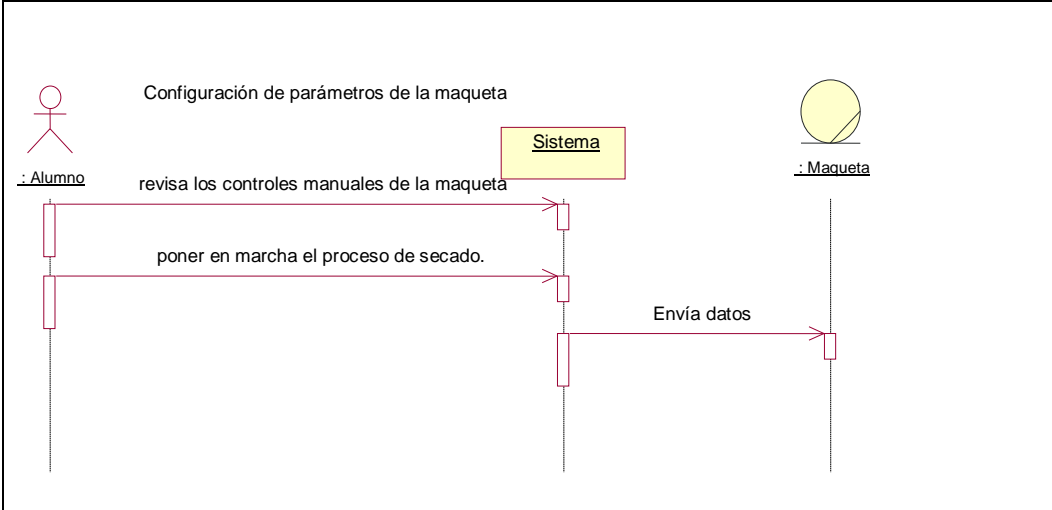 Configuración de parámetros de la maqueta
Sistema
: Alumno
: Maqueta
revisa los controles manuales de la maqueta
poner en marcha el proceso de secado.
Envía datos